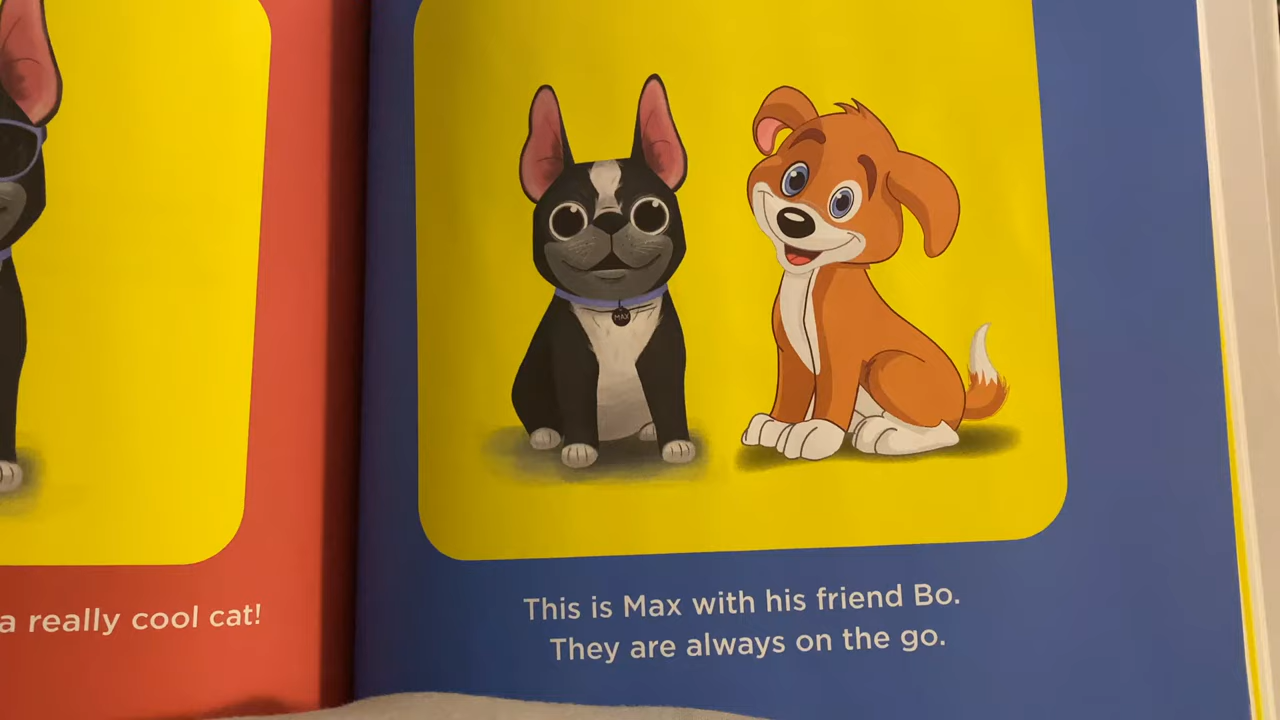 a really cool cat!
MAX
This is Max with his friend Bo.
They are always on the go.